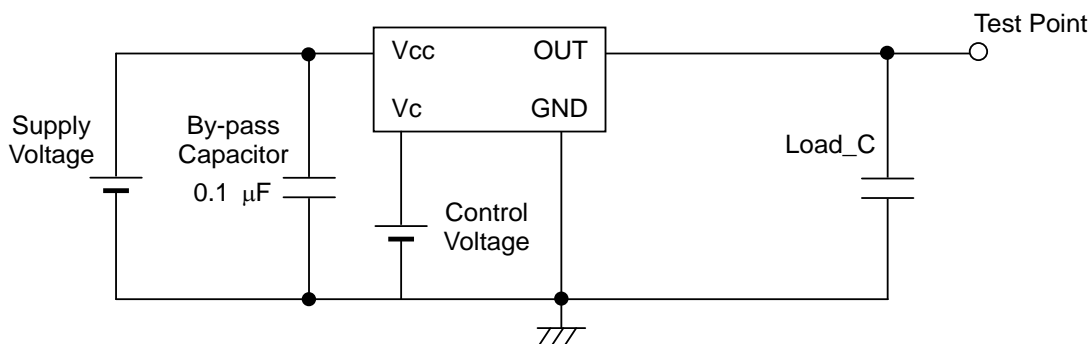 Test Point
Vcc OUT
Vc GND
Supply
Voltage
By-pass
Capacitor
0.1 μF
Control
Voltage
Load_C